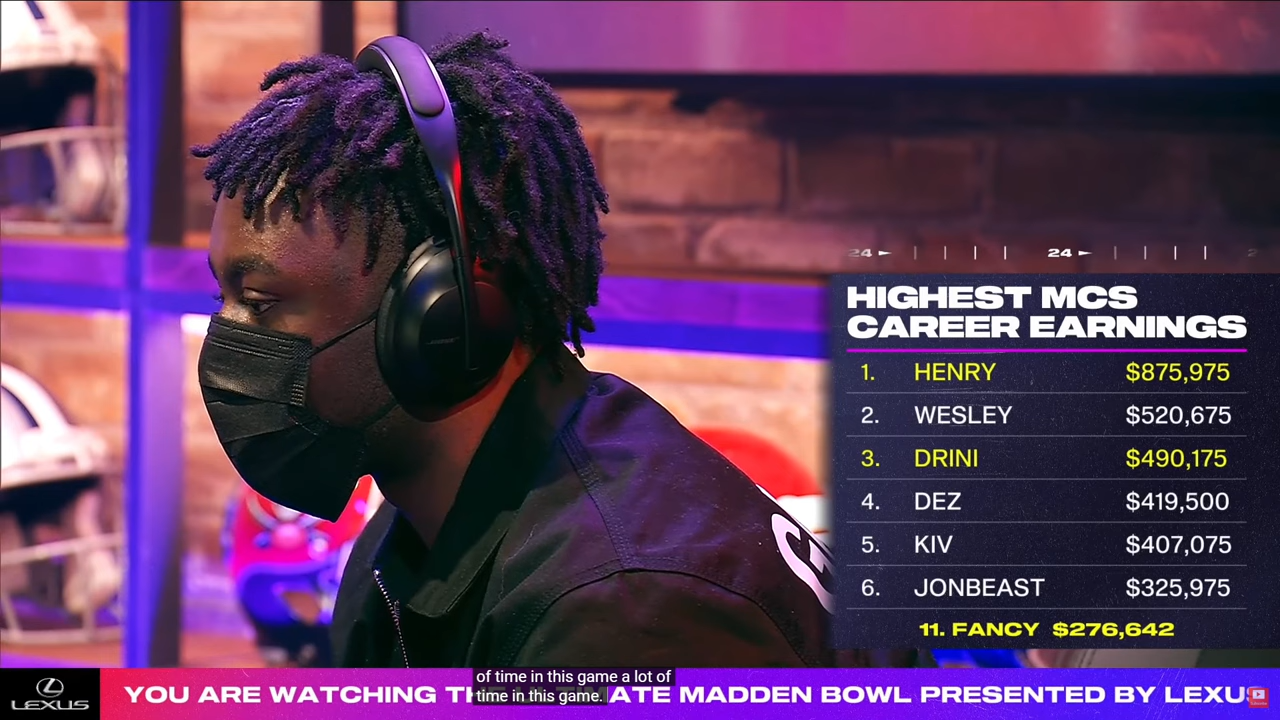 24
24
2
HIGHEST MCS
CAREER EARNINGS
1. HENRY $875,975
2. WESLEY $520,675
3. DRINI $490,175
4. DEZ $419,500
5. KIV $407,075
6. JONBEAST $325,975
11. FANCY $276,642
of time in this game a lot of
time in this game.
LEXUS
YOU ARE WATCHING ATE MADDEN BOWL PRESENTED BY LEXUS